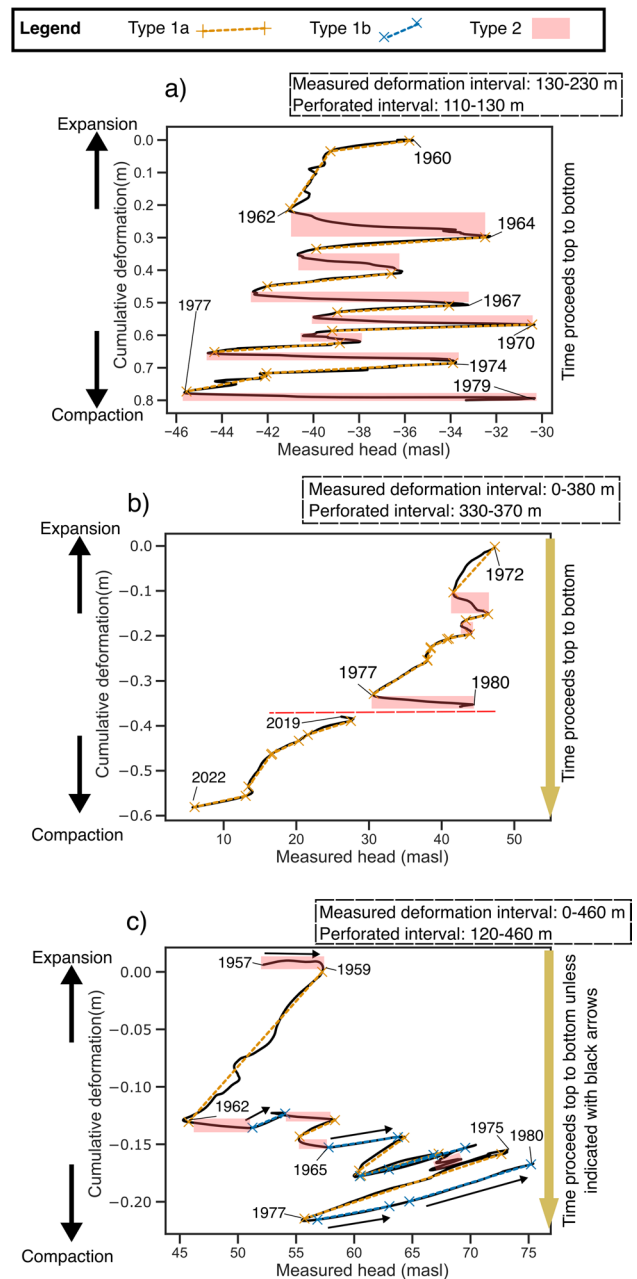 Legend Type 1a Type 1b Type 2
a)
Measured deformation interval: 130-230 m
Perforated interval: 110-130 m
Expansion
Compaction
Cumulative deformation(m)
0.0
0.1
0.2
0.3
0.4
0.5
0.6
0.7
0.8
1960
1962
1964
1967
1977
1970
1974
1979
−46 −44 −42 −40 −38 −36 −34 −32 −30
Measured head (masl)
Time proceeds top to bottom
b)
Measured deformation interval: 0-380 m
Perforated interval: 330-370 m
Expansion
Compaction
Cumulative deformation(m)
0.0
−0.1
−0.2
−0.3
−0.4
−0.5
−0.6
1972
1977
1980
2019
2022
10 20 30 40 50
Measured head (masl)
Time proceeds top to bottom
c)
Measured deformation interval: 0-460 m
Perforated interval: 120-460 m
Expansion
Compaction
Cumulative deformation(m)
0.00
−0.05
−0.10
−0.15
−0.20
1957
1959
1962
1965
1975
1980
1977
45 50 55 60 65 70 75
Measured head (masl)
Time proceeds top to bottom unless
indicated with black arrows